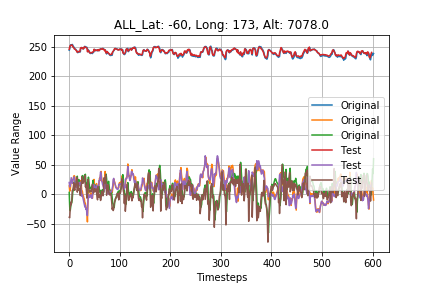 ALL_Lat: -60, Long: 173, Alt: 7078.0
250
200
150
100
50
0
−50
Value Range
Original
Original
Original
Test
Test
Test
0 100 200 300 400 500 600
Timesteps